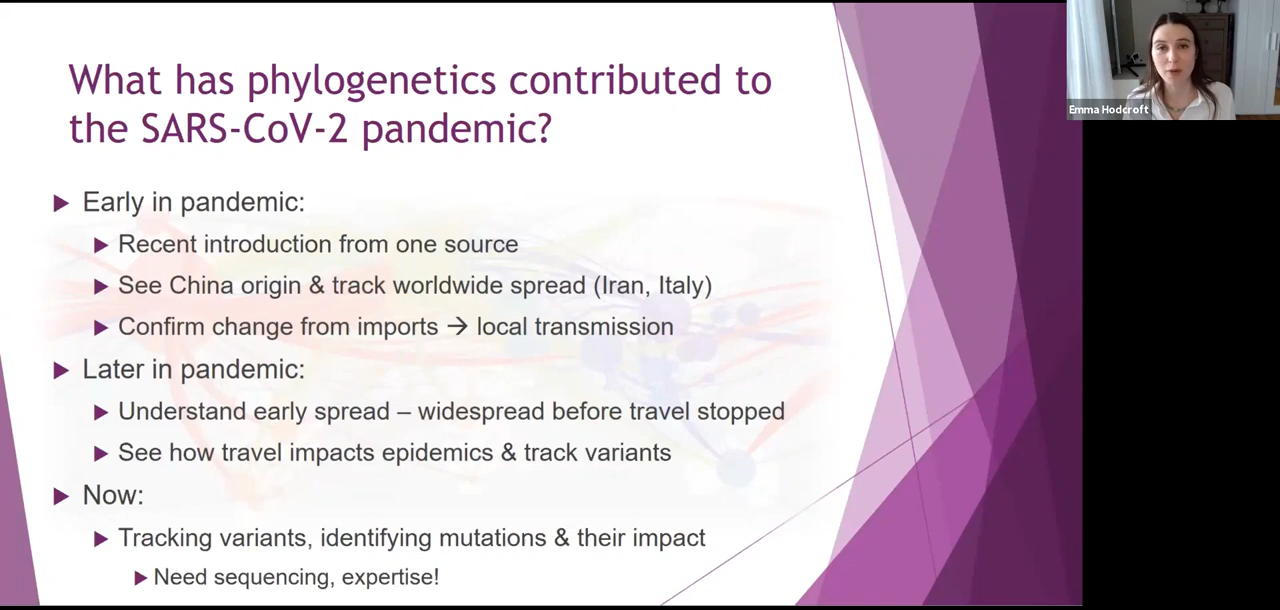 What has phylogenetics contributed to
the SARS-CoV-2 pandemic?
Early in pandemic:
Recent introduction from one source
See China origin & track worldwide spread (Iran, Italy)
Confirm change from imports → local transmission
Later in pandemic:
Understand early spread – widespread before travel stopped
See how travel impacts epidemics & track variants
Now:
Tracking variants, identifying mutations & their impact
Need sequencing, expertise!
Emma Hodcroft